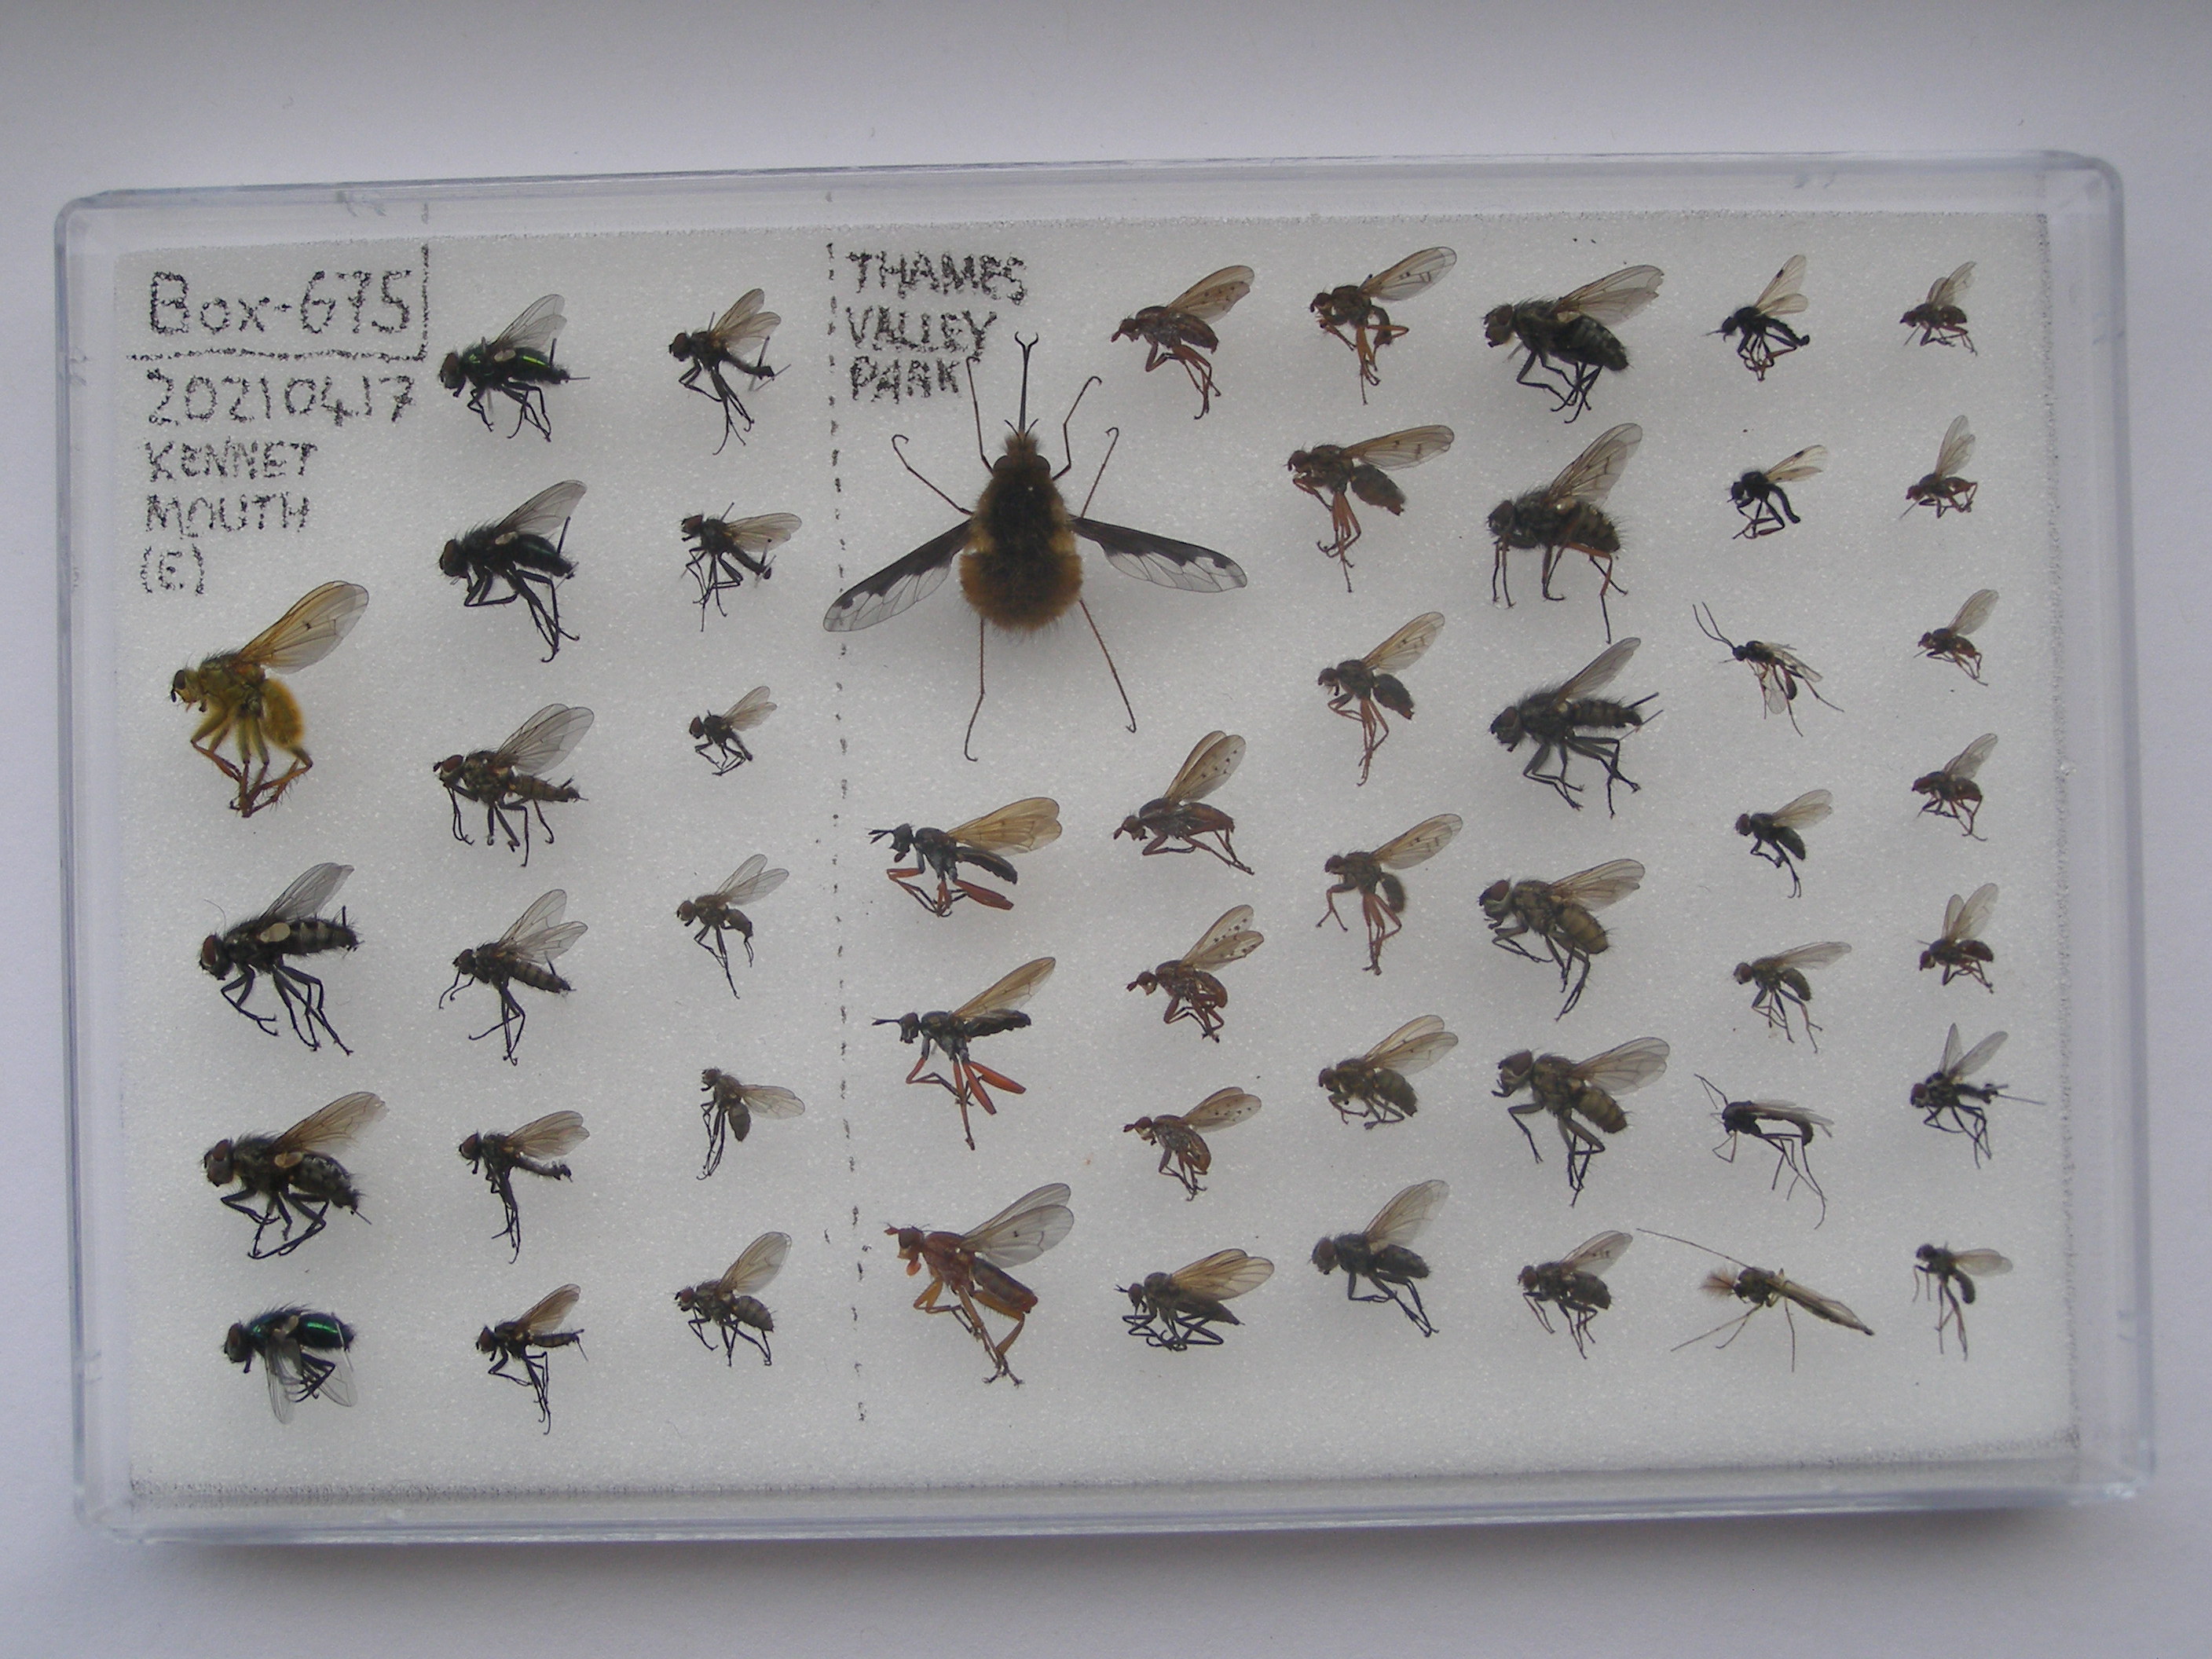 Box-675
20210417
KENNET
MOUTH
(E)
THAMES
VALLEY
PARK